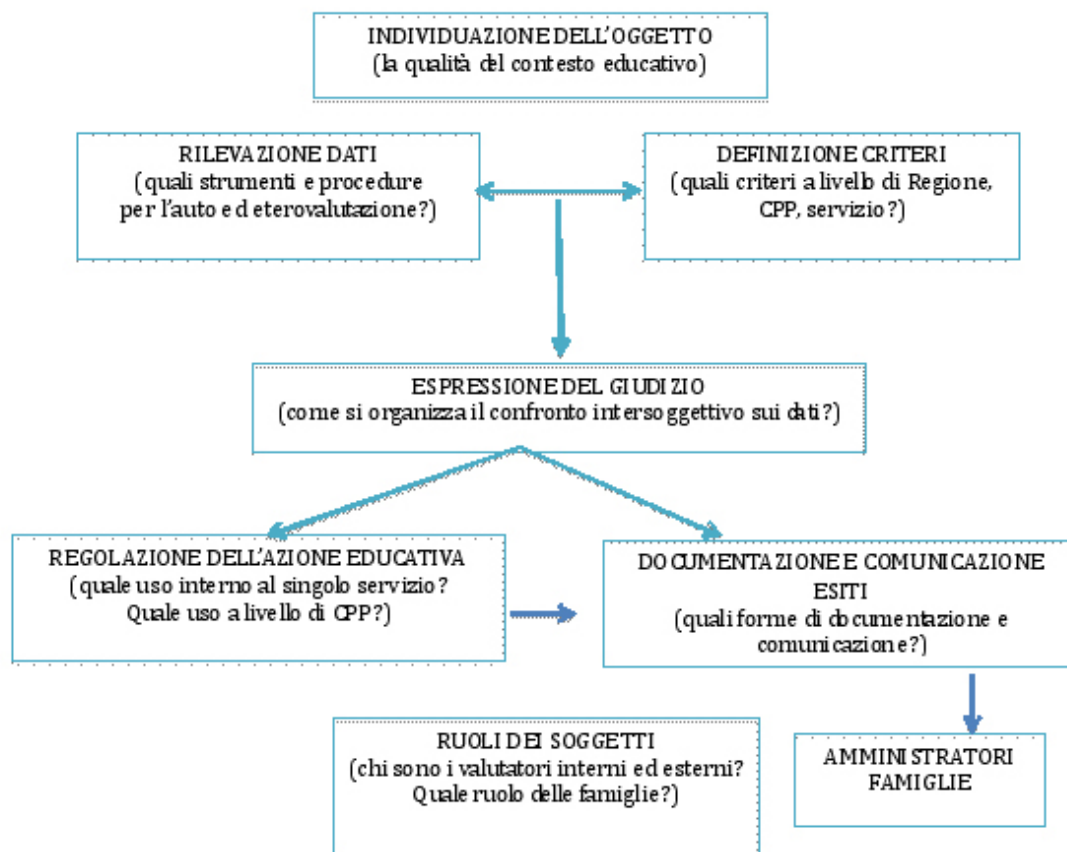 INDIVIDUAZIONE DELL'OGGETTO
(la qualità del contesto educativo)
RILEVAZIONE DATI
(quali strumenti e procedure
per l'auto ed eterovalutazione?)
DEFINIZIONE CRITERI
(quali criteri a livello di Regione,
CPP, servizio?)
ESPRESSIONE DEL GIUDIZIO
(come si organizza il confronto intersoggettivo sui dati?)
REGOLAZIONE DELL'AZIONE EDUCATIVA
(quale uso interno al singolo servizio?
Quale uso a livello di CPP?)
DOCUMENTAZIONE E COMUNICAZIONE
ESITI
(quali forme di documentazione e
comunicazione?)
RUOLI DEI SOGGETTI
(chi sono i valutatori interni ed esterni?
Quale ruolo delle famiglie?)
AMMINISTRATORI
FAMIGLIE